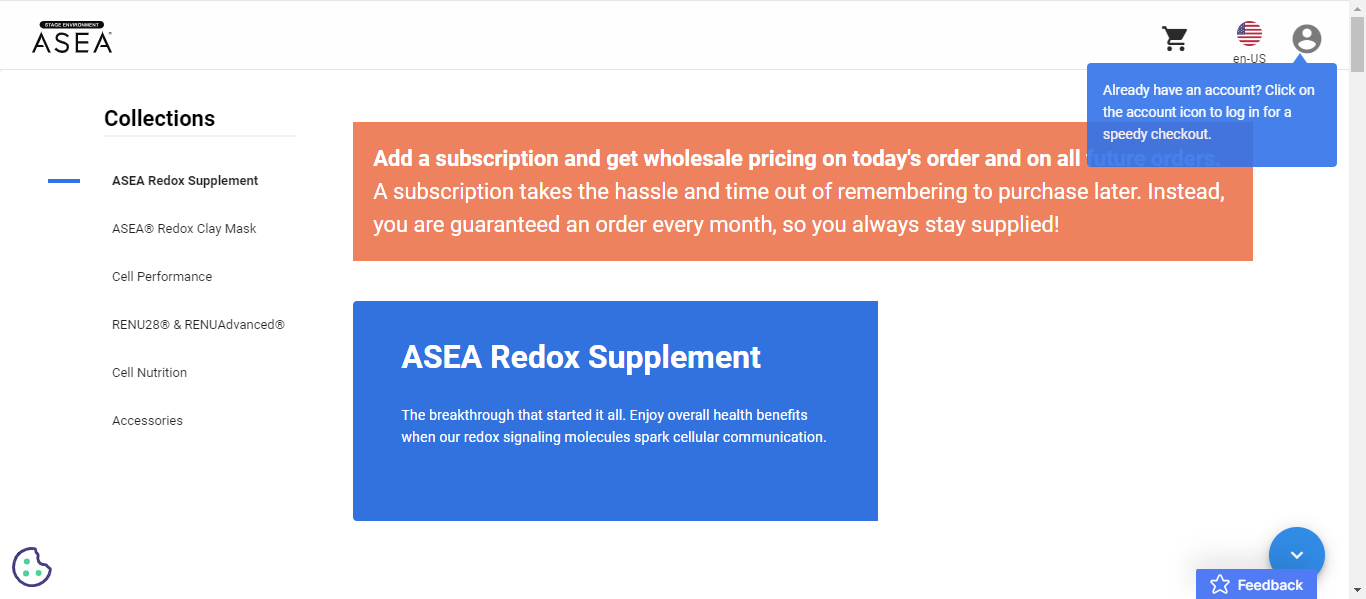 STAGE ENVIRONMENT
ASEA
en-US
Already have an account? Click on
the account icon to log in for a
speedy checkout.
Collections
ASEA Redox Supplement
ASEA® Redox Clay Mask
Cell Performance
RENU28® & RENUAdvanced®
Cell Nutrition
Accessories
Add a subscription and get wholesale pricing on today's order and on all future orders.
A subscription takes the hassle and time out of remembering to purchase later. Instead,
you are guaranteed an order every month, so you always stay supplied!
ASEA Redox Supplement
The breakthrough that started it all. Enjoy overall health benefits
when our redox signaling molecules spark cellular communication.
Feedback